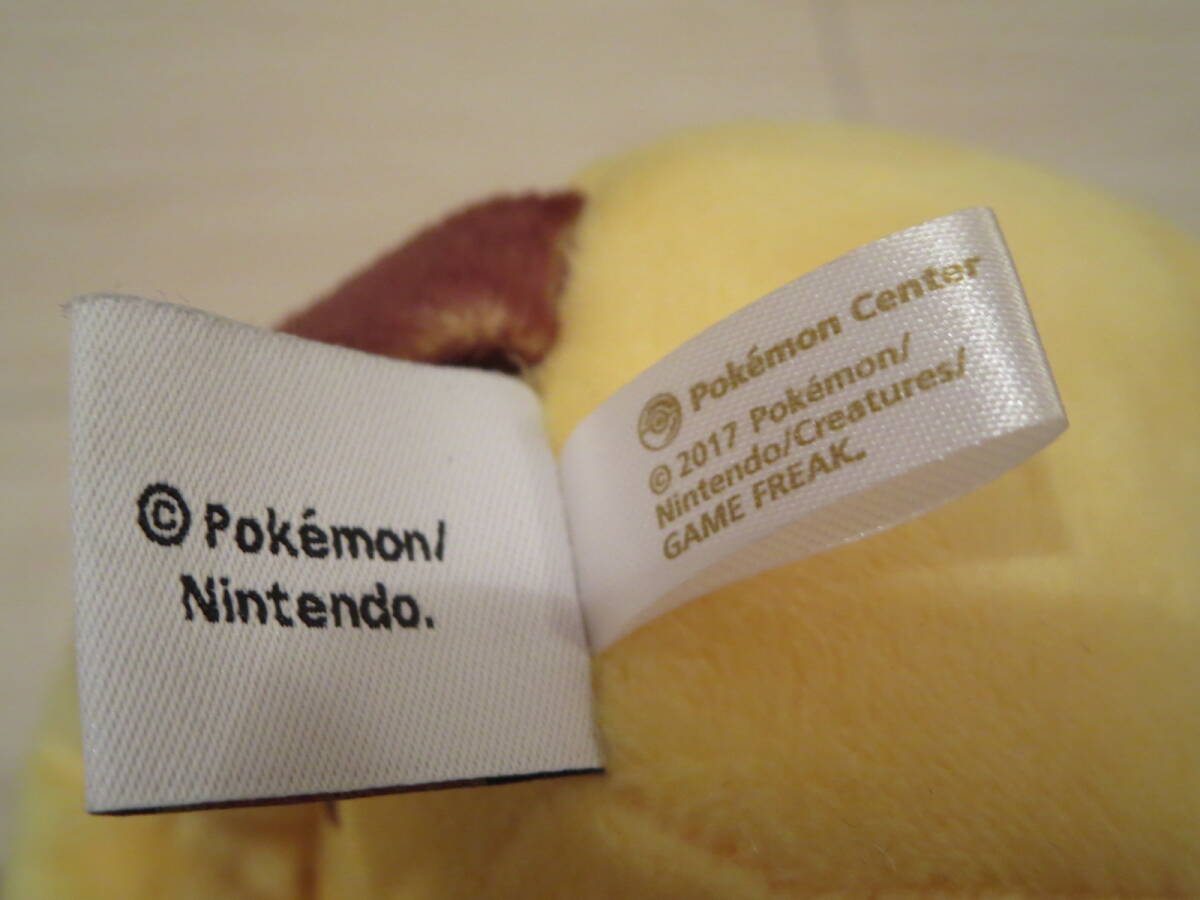 ©Pokémon/
Nintendo.
Pokémon Center
© 2017 Pokémon/
Nintendo/Creatures/
GAME FREAK.